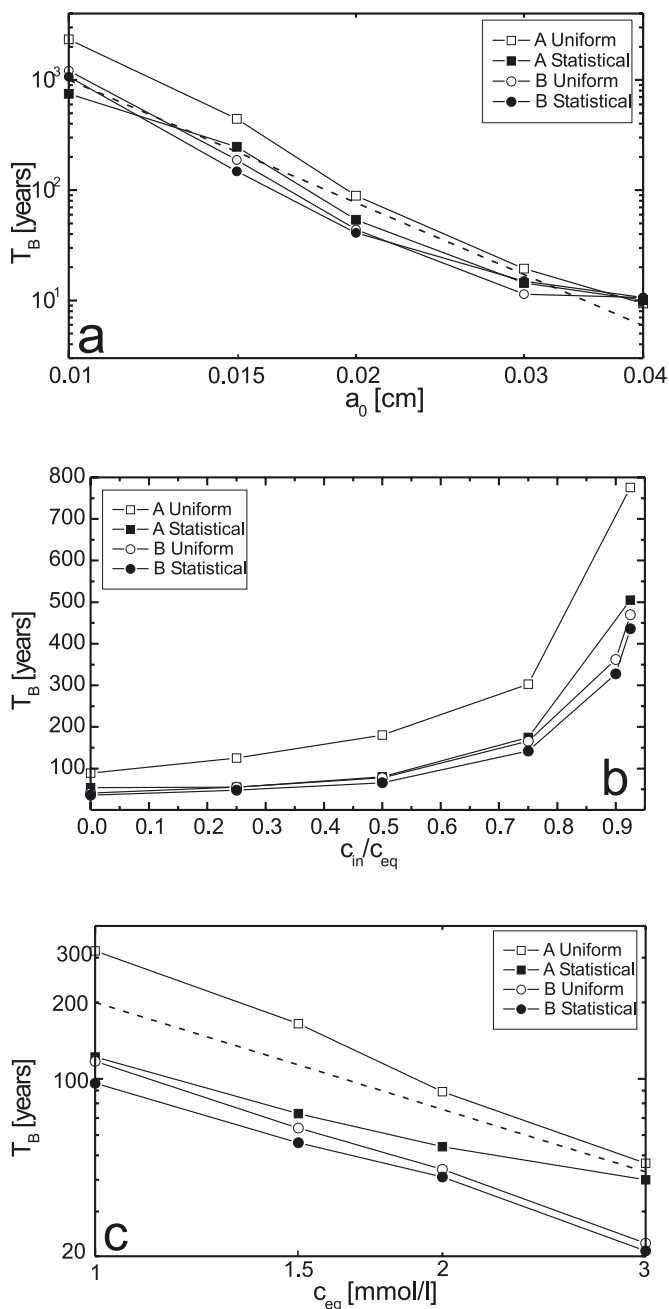 A Uniform
A Statistical
B Uniform
B Statistical
10³
10²
10¹
T_B [years]
a
0.01 0.015 0.02 0.03 0.04
a₀ [cm]
800
700
600
500
400
300
200
100
T_B [years]
A Uniform
A Statistical
B Uniform
B Statistical
b
0.0 0.1 0.2 0.3 0.4 0.5 0.6 0.7 0.8 0.9
c_in/c_eq
300
200
100
20
T_B [years]
A Uniform
A Statistical
B Uniform
B Statistical
c
1 1.5 2 3
c_eq [mmol/l]